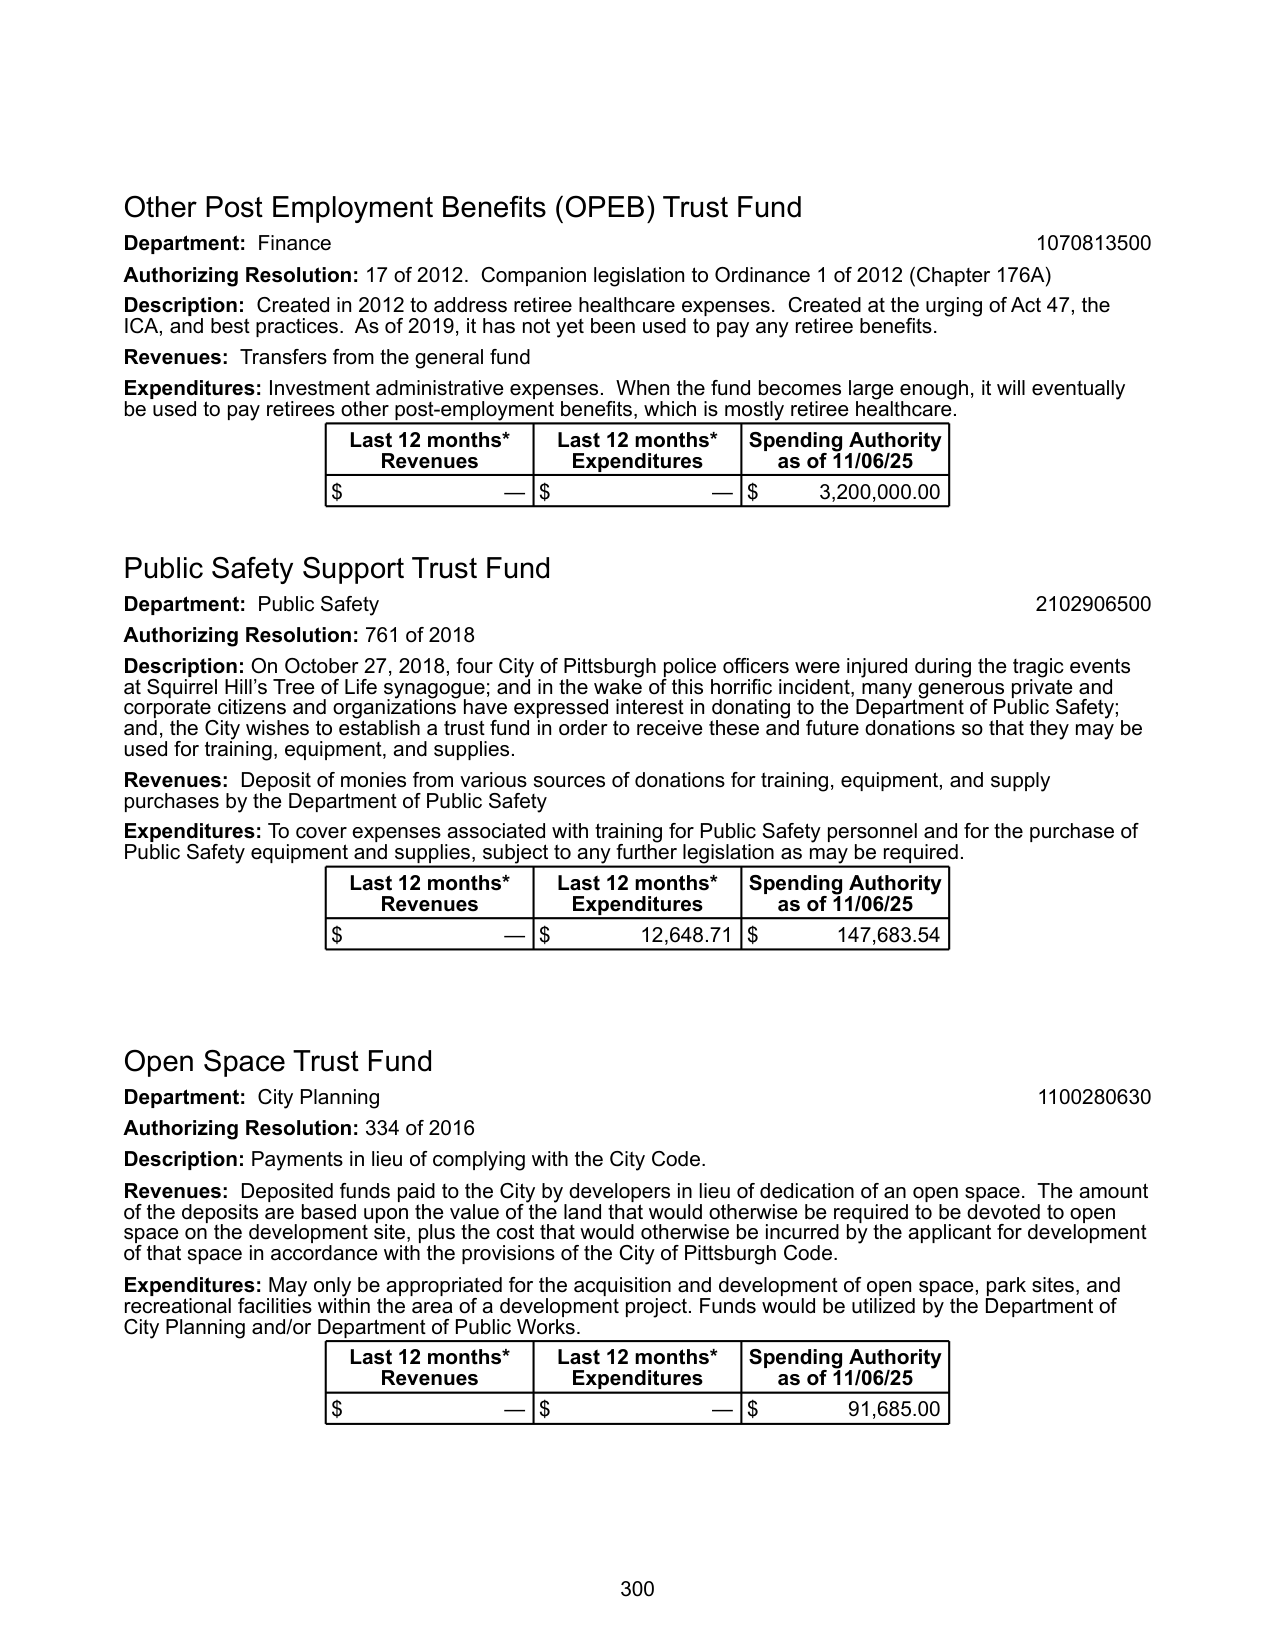 Other Post Employment Benefits (OPEB) Trust Fund
Department: Finance 1070813500
Authorizing Resolution: 17 of 2012. Companion legislation to Ordinance 1 of 2012 (Chapter 176A)
Description: Created in 2012 to address retiree healthcare expenses. Created at the urging of Act 47, the
ICA, and best practices. As of 2019, it has not yet been used to pay any retiree benefits.
Revenues: Transfers from the general fund
Expenditures: Investment administrative expenses. When the fund becomes large enough, it will eventually
be used to pay retirees other post-employment benefits, which is mostly retiree healthcare.
Last 12 months* Last 12 months* Spending Authority
Revenues Expenditures as of 11/06/25
$ — $ — $ 3,200,000.00
Public Safety Support Trust Fund
Department: Public Safety 2102906500
Authorizing Resolution: 761 of 2018
Description: On October 27, 2018, four City of Pittsburgh police officers were injured during the tragic events
at Squirrel Hill’s Tree of Life synagogue; and in the wake of this horrific incident, many generous private and
corporate citizens and organizations have expressed interest in donating to the Department of Public Safety;
and, the City wishes to establish a trust fund in order to receive these and future donations so that they may be
used for training, equipment, and supplies.
Revenues: Deposit of monies from various sources of donations for training, equipment, and supply
purchases by the Department of Public Safety
Expenditures: To cover expenses associated with training for Public Safety personnel and for the purchase of
Public Safety equipment and supplies, subject to any further legislation as may be required.
Last 12 months* Last 12 months* Spending Authority
Revenues Expenditures as of 11/06/25
$ — $ 12,648.71 $ 147,683.54
Open Space Trust Fund
Department: City Planning 1100280630
Authorizing Resolution: 334 of 2016
Description: Payments in lieu of complying with the City Code.
Revenues: Deposited funds paid to the City by developers in lieu of dedication of an open space. The amount
of the deposits are based upon the value of the land that would otherwise be required to be devoted to open
space on the development site, plus the cost that would otherwise be incurred by the applicant for development
of that space in accordance with the provisions of the City of Pittsburgh Code.
Expenditures: May only be appropriated for the acquisition and development of open space, park sites, and
recreational facilities within the area of a development project. Funds would be utilized by the Department of
City Planning and/or Department of Public Works.
Last 12 months* Last 12 months* Spending Authority
Revenues Expenditures as of 11/06/25
$ — $ — $ 91,685.00
300